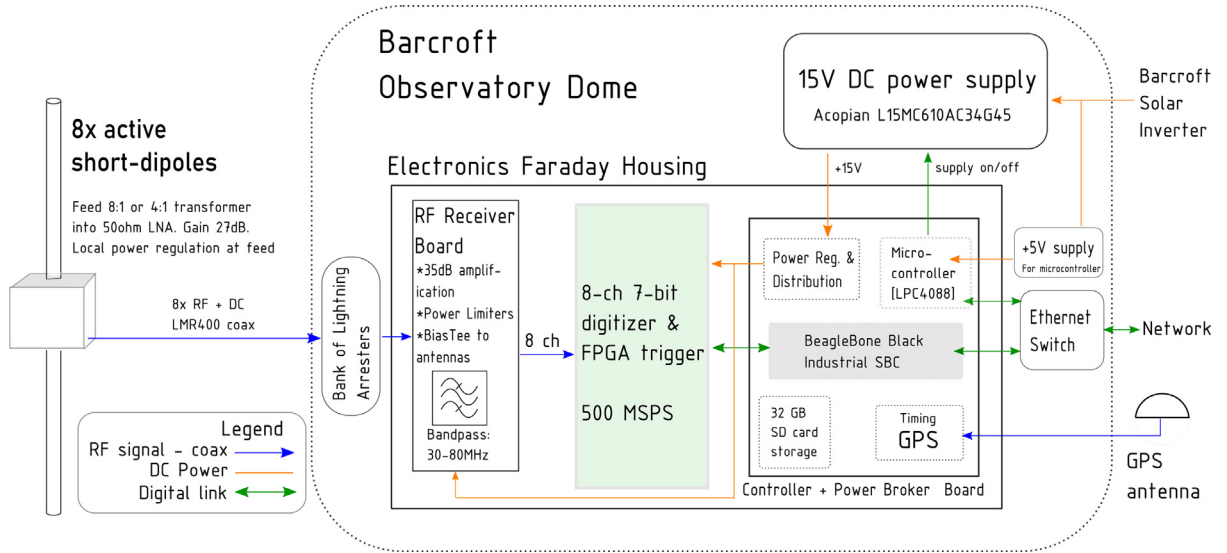 Barcroft
Observatory Dome
8x active
short-dipoles
Feed 8:1 or 4:1 transformer
into 50ohm LNA. Gain 27dB.
Local power regulation at feed
8x RF + DC
LMR400 coax
Bank of Lightning
Arresters
Electronics Faraday Housing
RF Receiver
Board
*35dB amplif-
ication
*Power Limiters
*BiasTee to
antennas
Bandpass:
30-80MHz
8 ch
8-ch 7-bit
digitizer &
FPGA trigger
500 MSPS
15V DC power supply
Acopian L15MC610AC34G45
+15V
supply on/off
Barcroft
Solar
Inverter
Power Reg. &
Distribution
Micro-
controller
[LPC4088]
+5V supply
For microcontroller
BeagleBone Black
Industrial SBC
Ethernet
Switch
Network
32 GB
SD card
storage
Timing
GPS
Controller + Power Broker Board
GPS
antenna
Legend
RF signal - coax
DC Power
Digital link